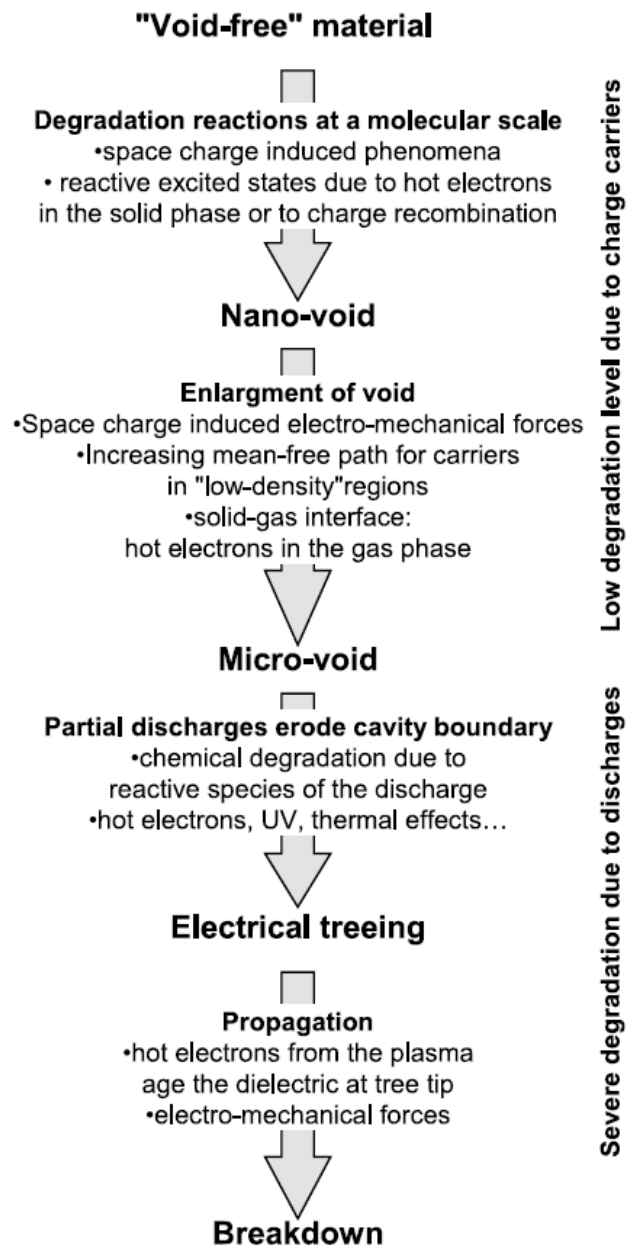 "Void-free" material
Degradation reactions at a molecular scale
•space charge induced phenomena
• reactive excited states due to hot electrons
in the solid phase or to charge recombination
Nano-void
Enlargment of void
•Space charge induced electro-mechanical forces
•Increasing mean-free path for carriers
in "low-density"regions
•solid-gas interface:
hot electrons in the gas phase
Micro-void
Partial discharges erode cavity boundary
•chemical degradation due to
reactive species of the discharge
•hot electrons, UV, thermal effects…
Electrical treeing
Propagation
•hot electrons from the plasma
age the dielectric at tree tip
•electro-mechanical forces
Breakdown
Low degradation level due to charge carriers
Severe degradation due to discharges